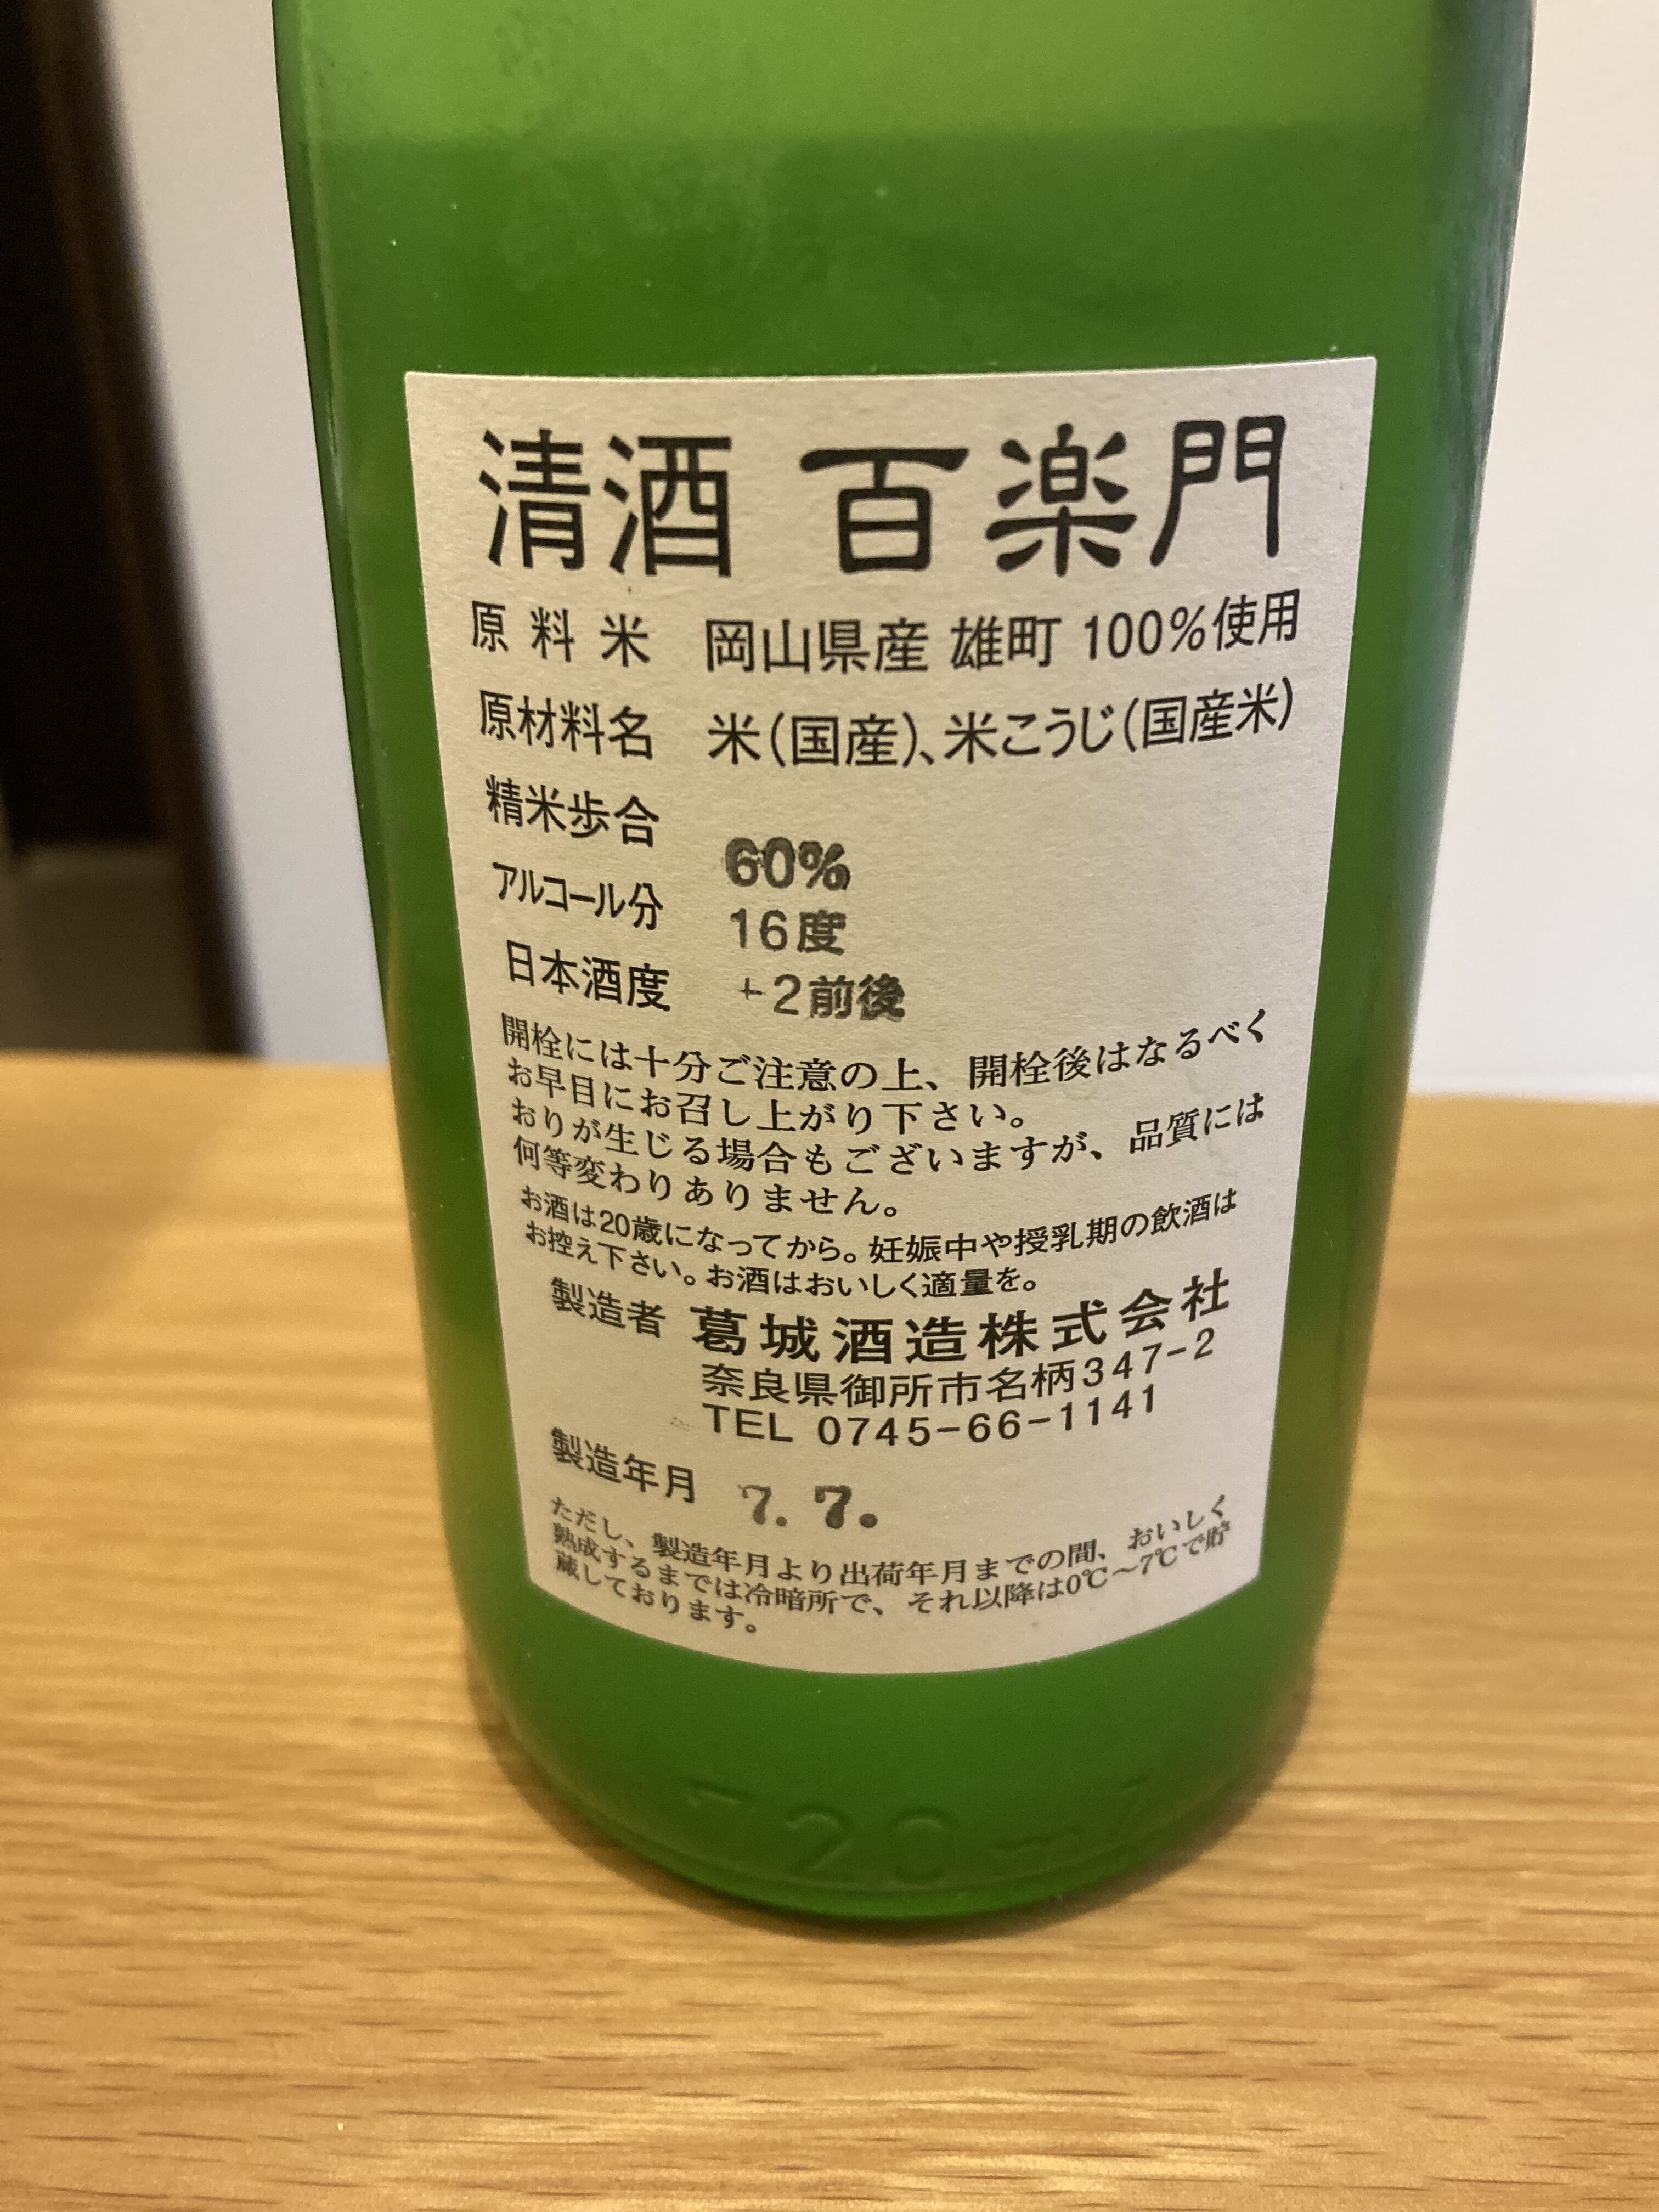 清酒 百楽門
原料米 岡山県産 雄町 100%使用
原材料名 米(国産)、米こうじ(国産米)
精米歩合 60%
アルコール分 16度
日本酒度 +2前後
開栓には十分ご注意の上、開栓後はなるべく
お早目にお召し上がり下さい。
おりが生じる場合もございますが、品質には
何等変わりありません。
お酒は20歳になってから。妊娠中や授乳期の飲酒は
お控え下さい。お酒はおいしく適量を。
製造者 葛城酒造株式会社
奈良県御所市名柄347-2
TEL 0745-66-1141
製造年月 7.7.
ただし、製造年月より出荷年月までの間、おいしく
熟成するまでは冷暗所で、それ以降は0℃〜7℃で貯
蔵しております。
720ml